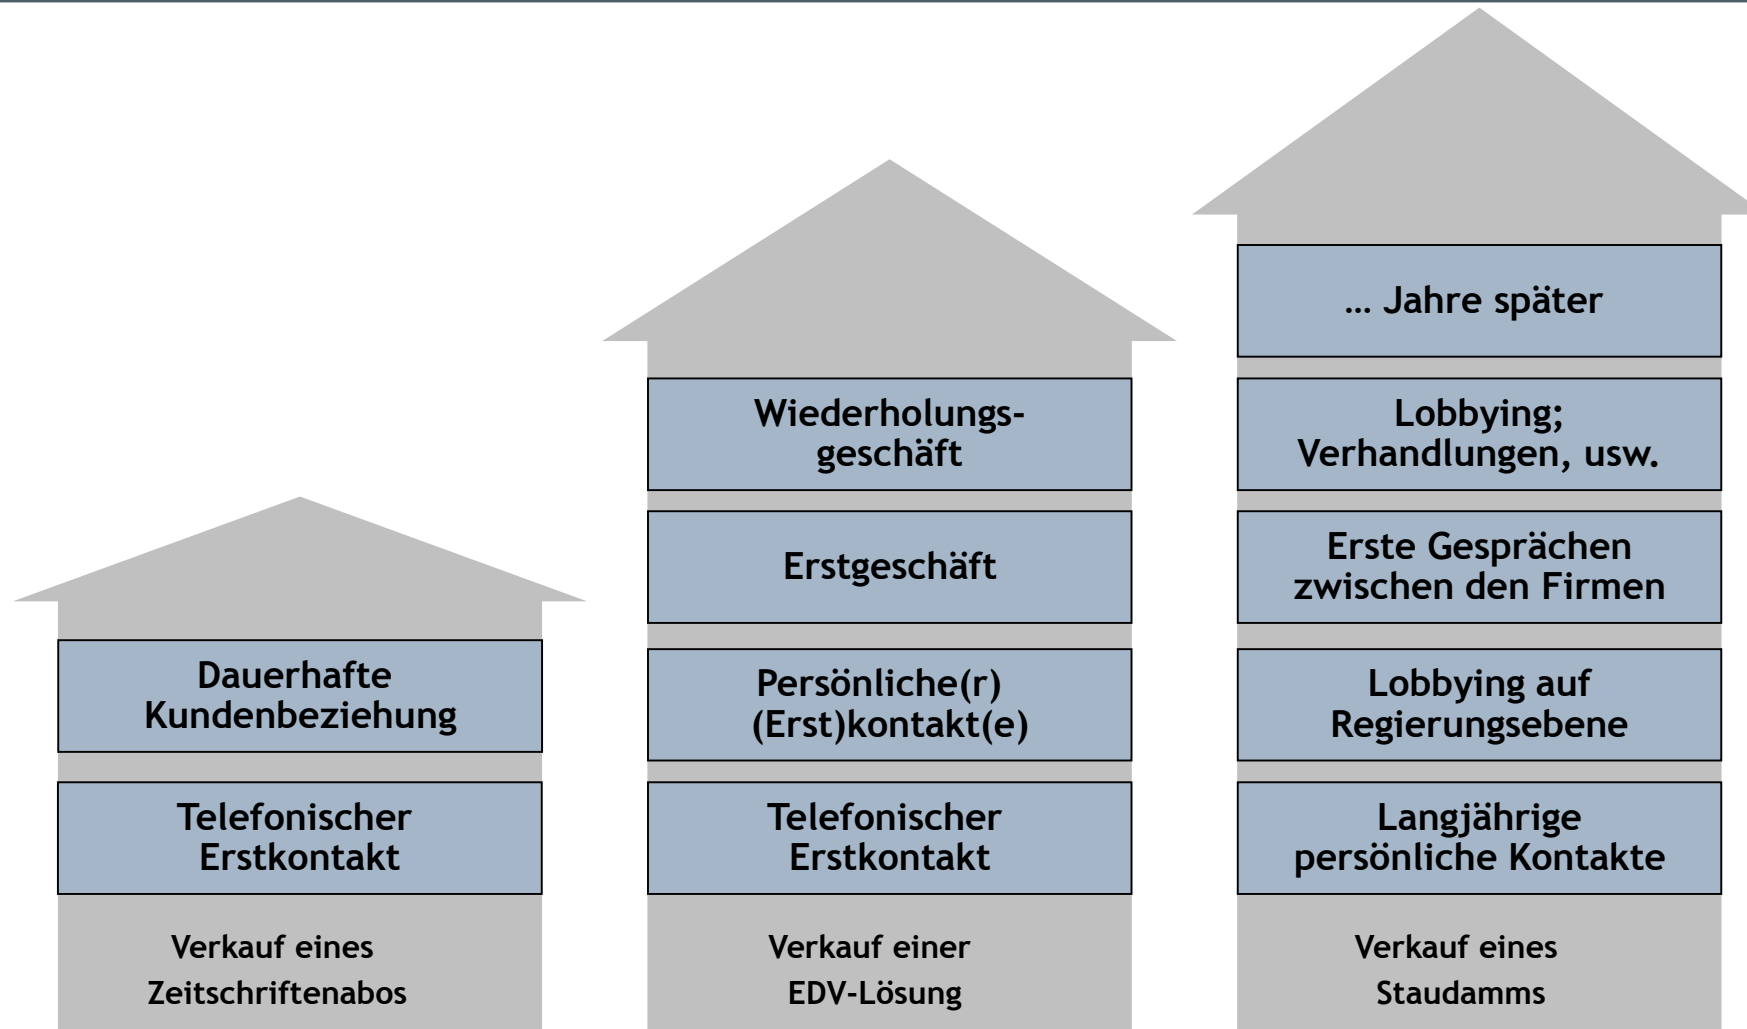 Dauerhafte
Kundenbeziehung
Telefonischer
Erstkontakt
Verkauf eines
Zeitschriftenabos
Wiederholungs-
geschäft
Erstgeschäft
Persönliche(r)
(Erst)kontakt(e)
Telefonischer
Erstkontakt
Verkauf einer
EDV-Lösung
... Jahre später
Lobbying;
Verhandlungen, usw.
Erste Gesprächen
zwischen den Firmen
Lobbying auf
Regierungsebene
Langjährige
persönliche Kontakte
Verkauf eines
Staudamms